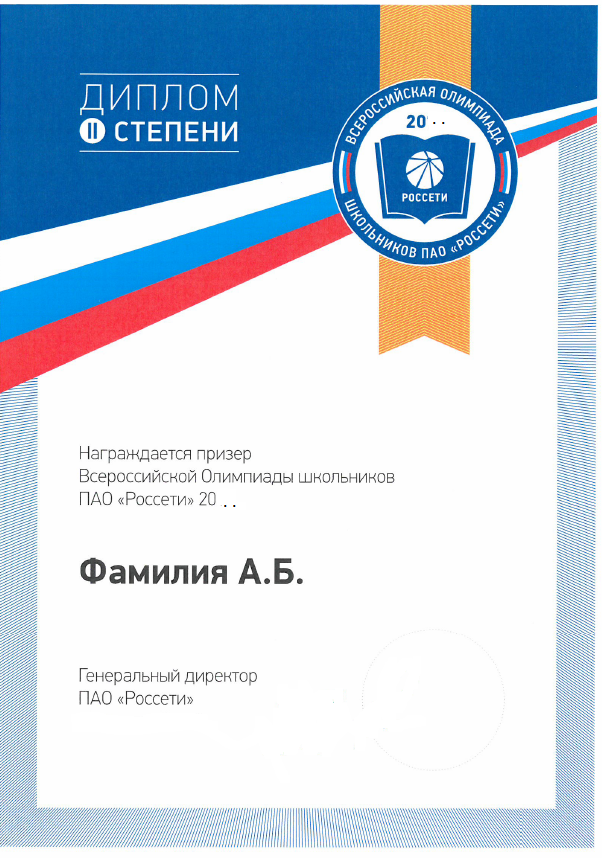 ДИПЛОМ
II СТЕПЕНИ
ВСЕРОССИЙСКАЯ ОЛИМПИАДА
20 . .
РОССЕТИ
ШКОЛЬНИКОВ ПАО «РОССЕТИ»
Награждается призер
Всероссийской Олимпиады школьников
ПАО «Россети» 20 . .
Фамилия А.Б.
Генеральный директор
ПАО «Россети»